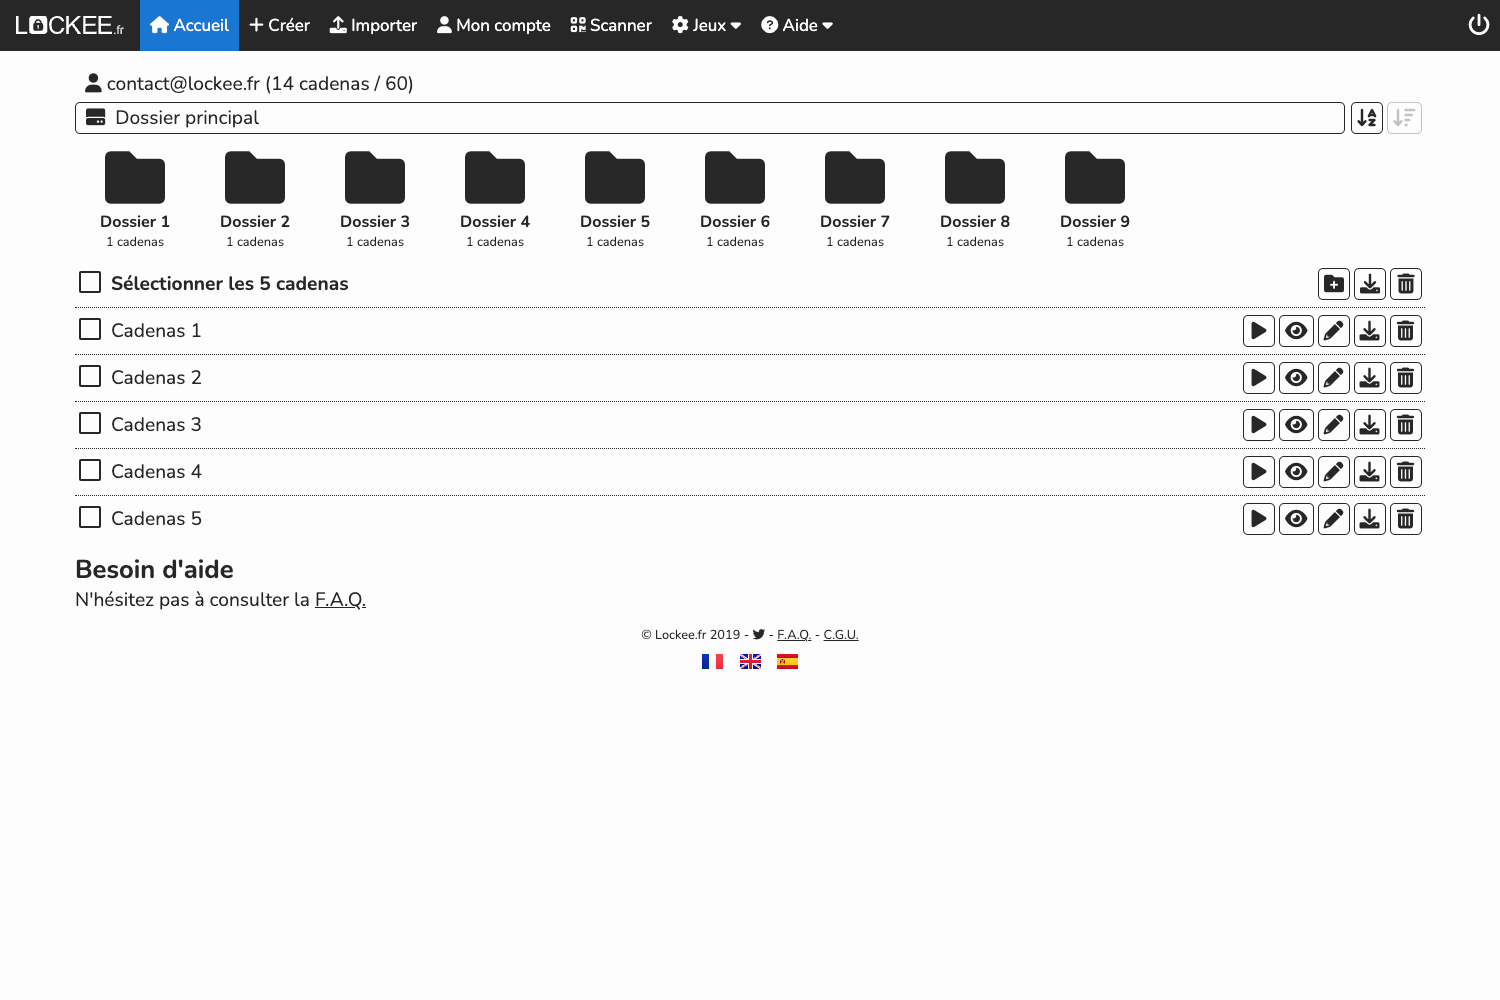 LOCKEE.fr Accueil Créer Importer Mon compte Scanner Jeux Aide
contact@lockee.fr (14 cadenas / 60)
Dossier principal
Dossier 1 Dossier 2 Dossier 3 Dossier 4 Dossier 5 Dossier 6 Dossier 7 Dossier 8 Dossier 9
1 cadenas 1 cadenas 1 cadenas 1 cadenas 1 cadenas 1 cadenas 1 cadenas 1 cadenas 1 cadenas
Sélectionner les 5 cadenas
Cadenas 1
Cadenas 2
Cadenas 3
Cadenas 4
Cadenas 5
Besoin d'aide
N'hésitez pas à consulter la F.A.Q.
© Lockee.fr 2019 - - F.A.Q. - C.G.U.